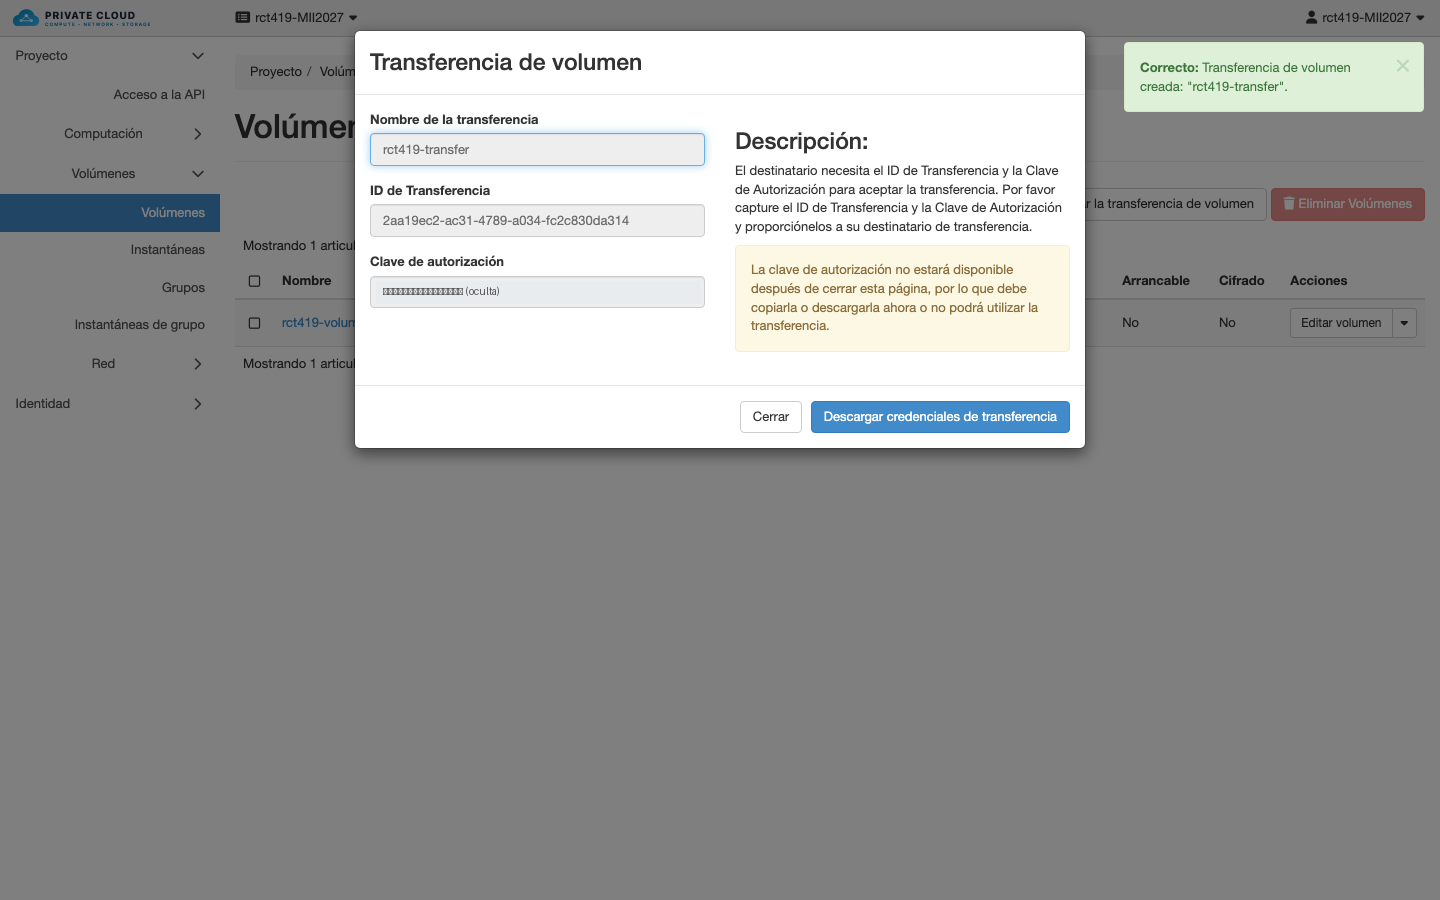 PRIVATE CLOUD
COMPUTE • NETWORK • STORAGE
rct419-MII2027
rct419-MII2027
Proyecto
Acceso a la API
Computación
Volúmenes
Volúmenes
Instantáneas
Grupos
Instantáneas de grupo
Red
Identidad
Proyecto / Volúm
Volúmen
r la transferencia de volumen
Eliminar Volúmenes
Mostrando 1 articul
Nombre
Arrancable
Cifrado
Acciones
rct419-volum
No
No
Editar volumen
Mostrando 1 articul
Transferencia de volumen
Nombre de la transferencia
rct419-transfer
ID de Transferencia
2aa19ec2-ac31-4789-a034-fc2c830da314
Clave de autorización
(oculta)
Descripción:
El destinatario necesita el ID de Transferencia y la Clave
de Autorización para aceptar la transferencia. Por favor
capture el ID de Transferencia y la Clave de Autorización
y proporciónelos a su destinatario de transferencia.
La clave de autorización no estará disponible
después de cerrar esta página, por lo que debe
copiarla o descargarla ahora o no podrá utilizar la
transferencia.
Cerrar
Descargar credenciales de transferencia
Correcto: Transferencia de volumen
creada: "rct419-transfer".